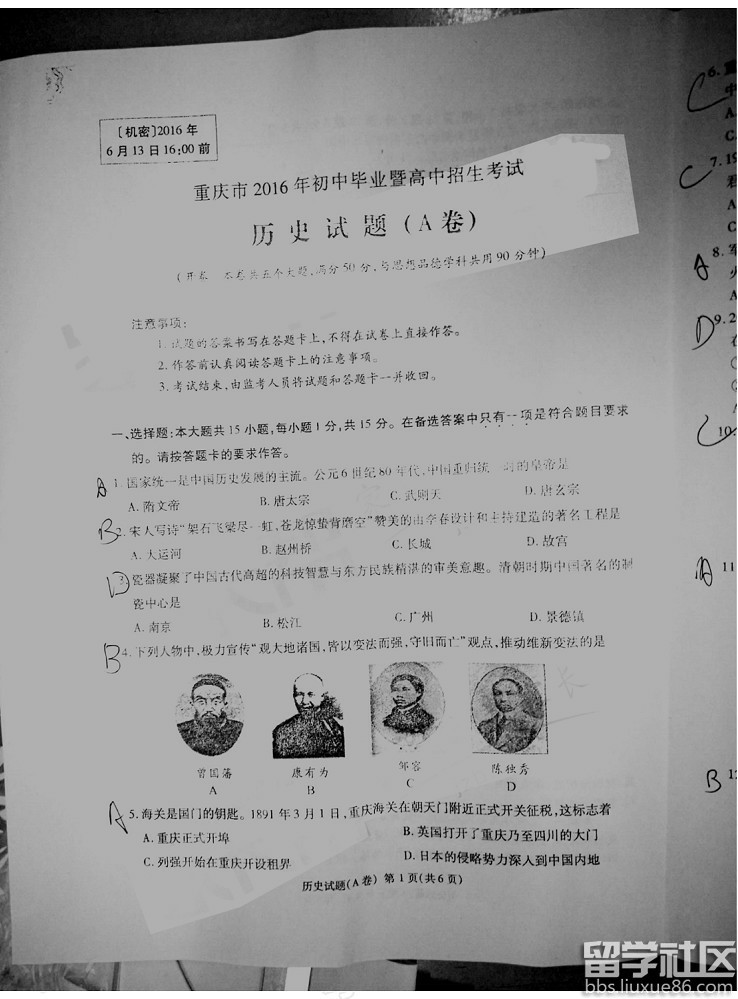 〔机密〕2016年
6月13日16:00前
重庆市2016年初中毕业暨高中招生考试
历史试题(A卷)
(开卷 本卷共五个大题,满分50分,与思想品德学科共用90分钟)
注意事项:
1.试题的答案书写在答题卡上,不得在试卷上直接作答。
2.作答前认真阅读答题卡上的注意事项。
3.考试结束,由监考人员将试题和答题卡一并收回。
一、选择题:本大题共15小题,每小题1分,共15分。在备选答案中只有一项是符合题目要求
的。请按答题卡的要求作答。
A 1.国家统一是中国历史发展的主流。公元6世纪80年代,中国重归统一时的皇帝是
A.隋文帝 B.唐太宗 C.武则天 D.唐玄宗
B 2.宋人写诗“架石飞梁尽一虹,苍龙惊蛰背磨空”赞美的由李春设计和主持建造的著名工程是
A.大运河 B.赵州桥 C.长城 D.故宫
D 3.瓷器凝聚了中国古代高超的科技智慧与东方民族精湛的审美意趣。清朝时期中国著名的制
瓷中心是
A.南京 B.松江 C.广州 D.景德镇
B 4.下列人物中,极力宣传“观大地诸国,皆以变法而强,守旧而亡”观点,推动维新变法的是
曾国藩 康有为 邹容 陈独秀
A B C D
A 5.海关是国门的钥匙。1891年3月1日,重庆海关在朝天门附近正式开关征税,这标志着
A.重庆正式开埠 B.英国打开了重庆乃至四川的大门
C.列强开始在重庆开设租界 D.日本的侵略势力深入到中国内地
历史试题(A卷) 第1页(共6页)
C 6.
中
A.
C.
C 7.19
君
A
C
A 8.军
火
A
D 9.2
在
①
②
A
C 10.
A 11
B 12
留学社区
bbs.liuxue86.com